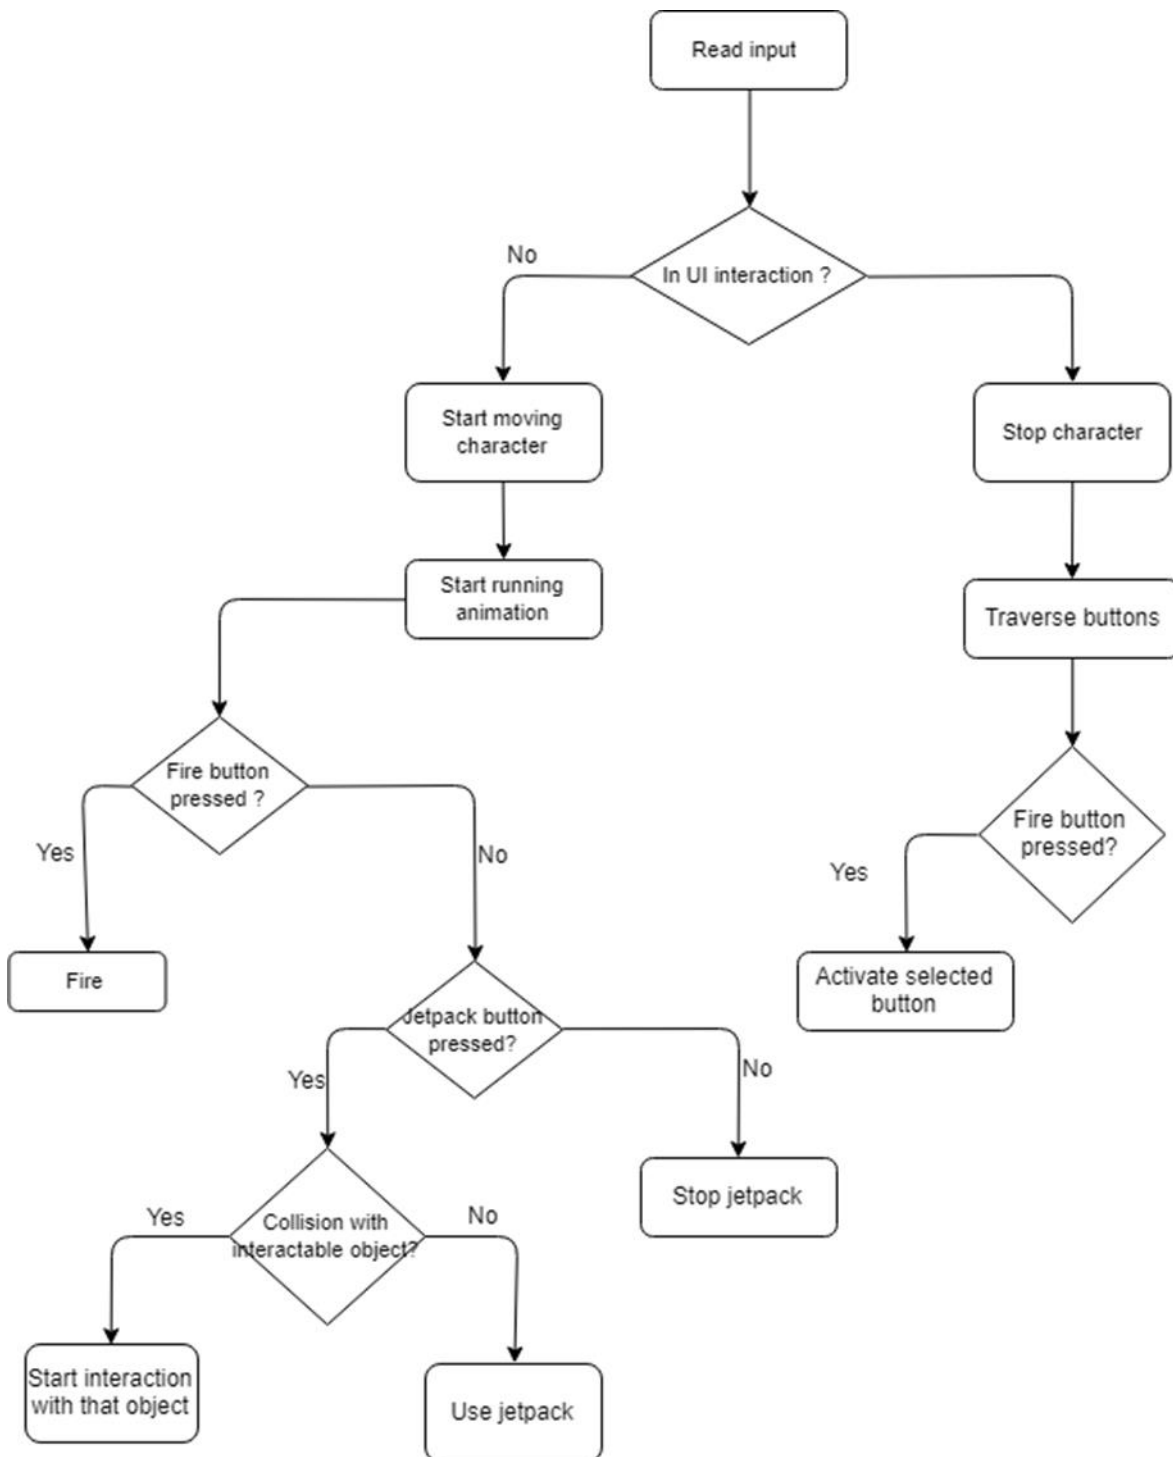 Read input
In UI interaction ?
No
Start moving
character
Stop character
Start running
animation
Traverse buttons
Fire button
pressed ?
Yes
No
Fire button
pressed?
Yes
Fire
Activate selected
button
Jetpack button
pressed?
Yes
No
Stop jetpack
Collision with
interactable object?
Yes
No
Start interaction
with that object
Use jetpack